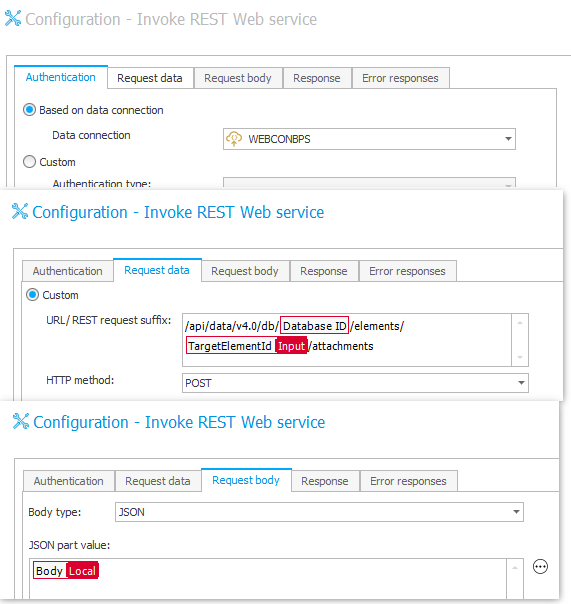 Configuration - Invoke REST Web service
Authentication Request data Request body Response Error responses
Based on data connection
Data connection WEBCONBPS
Custom
Authentication type:
Configuration - Invoke REST Web service
Authentication Request data Request body Response Error responses
Custom
URL/ REST request suffix: /api/data/v4.0/db/ Database ID /elements/
TargetElementId Input /attachments
HTTP method: POST
Configuration - Invoke REST Web service
Authentication Request data Request body Response Error responses
Body type: JSON
JSON part value:
Body Local